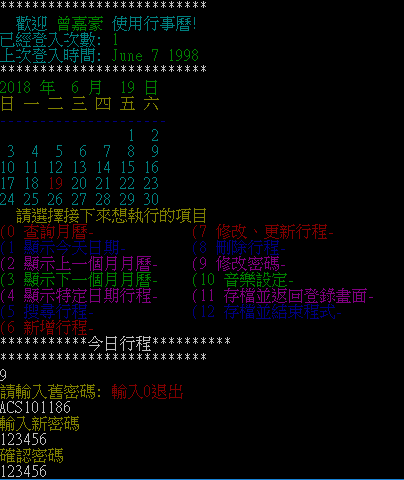 **************************
歡迎 曾嘉豪 使用行事曆!
已經登入次數: 1
上次登入時間: June 7 1998
**************************
2018 年 6 月 19 日
日 一 二 三 四 五 六
1 2
3 4 5 6 7 8 9
10 11 12 13 14 15 16
17 18 19 20 21 22 23
24 25 26 27 28 29 30
請選擇接下來想執行的項目
(0 查詢月曆- (7 修改、更新行程-
(1 顯示今天日期- (8 刪除行程-
(2 顯示上一個月月曆- (9 修改密碼-
(3 顯示下一個月月曆- (10 音樂設定-
(4 顯示特定日期行程- (11 存檔並返回登錄畫面-
(5 搜尋行程- (12 存檔並結束程式-
(6 新增行程-
***********今日行程**********
**************************
9
請輸入舊密碼: 輸入0退出
ACS101186
輸入新密碼
123456
確認密碼
123456